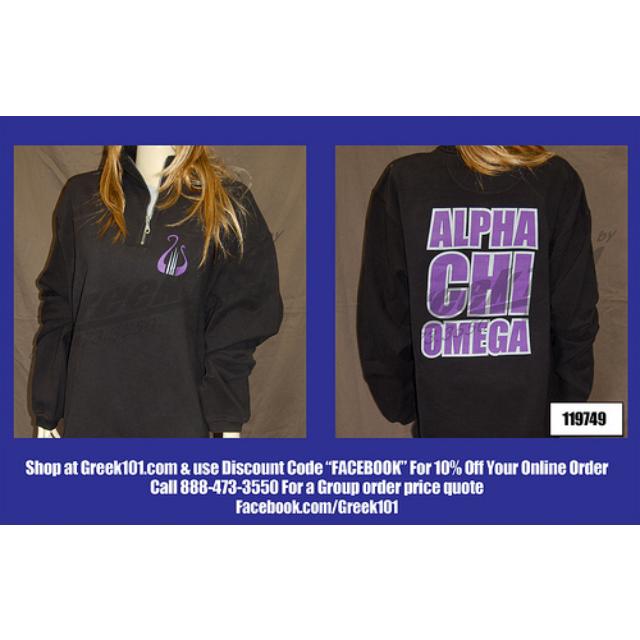 ALPHA
CHI
OMEGA
119749
Shop at Greek101.com & use Discount Code “FACEBOOK” For 10% Off Your Online Order
Call 888-473-3550 For a Group order price quote
Facebook.com/Greek101